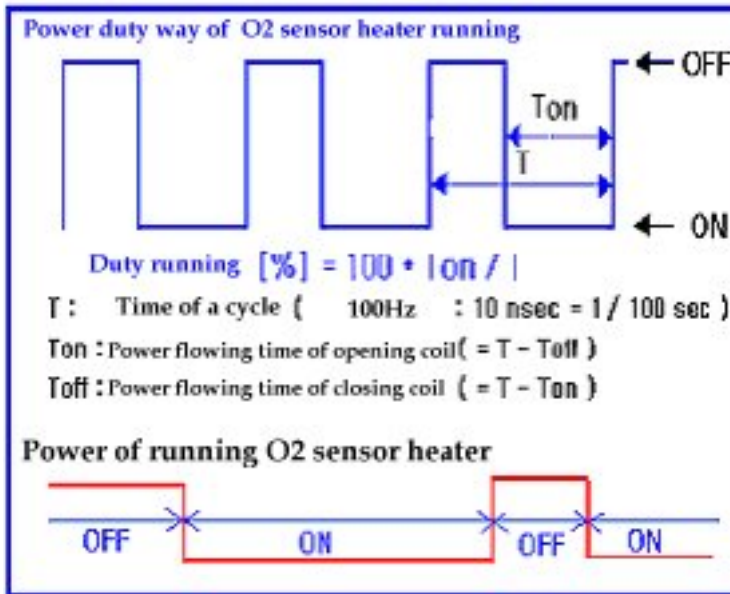 Power duty way of O2 sensor heater running
OFF
Ton
T
ON
Duty running [%] = 100 * Ton / T
T : Time of a cycle ( 100Hz : 10 nsec = 1 / 100 sec )
Ton : Power flowing time of opening coil ( = T - Toff )
Toff : Power flowing time of closing coil ( = T - Ton )
Power of running O2 sensor heater
OFF ON OFF ON